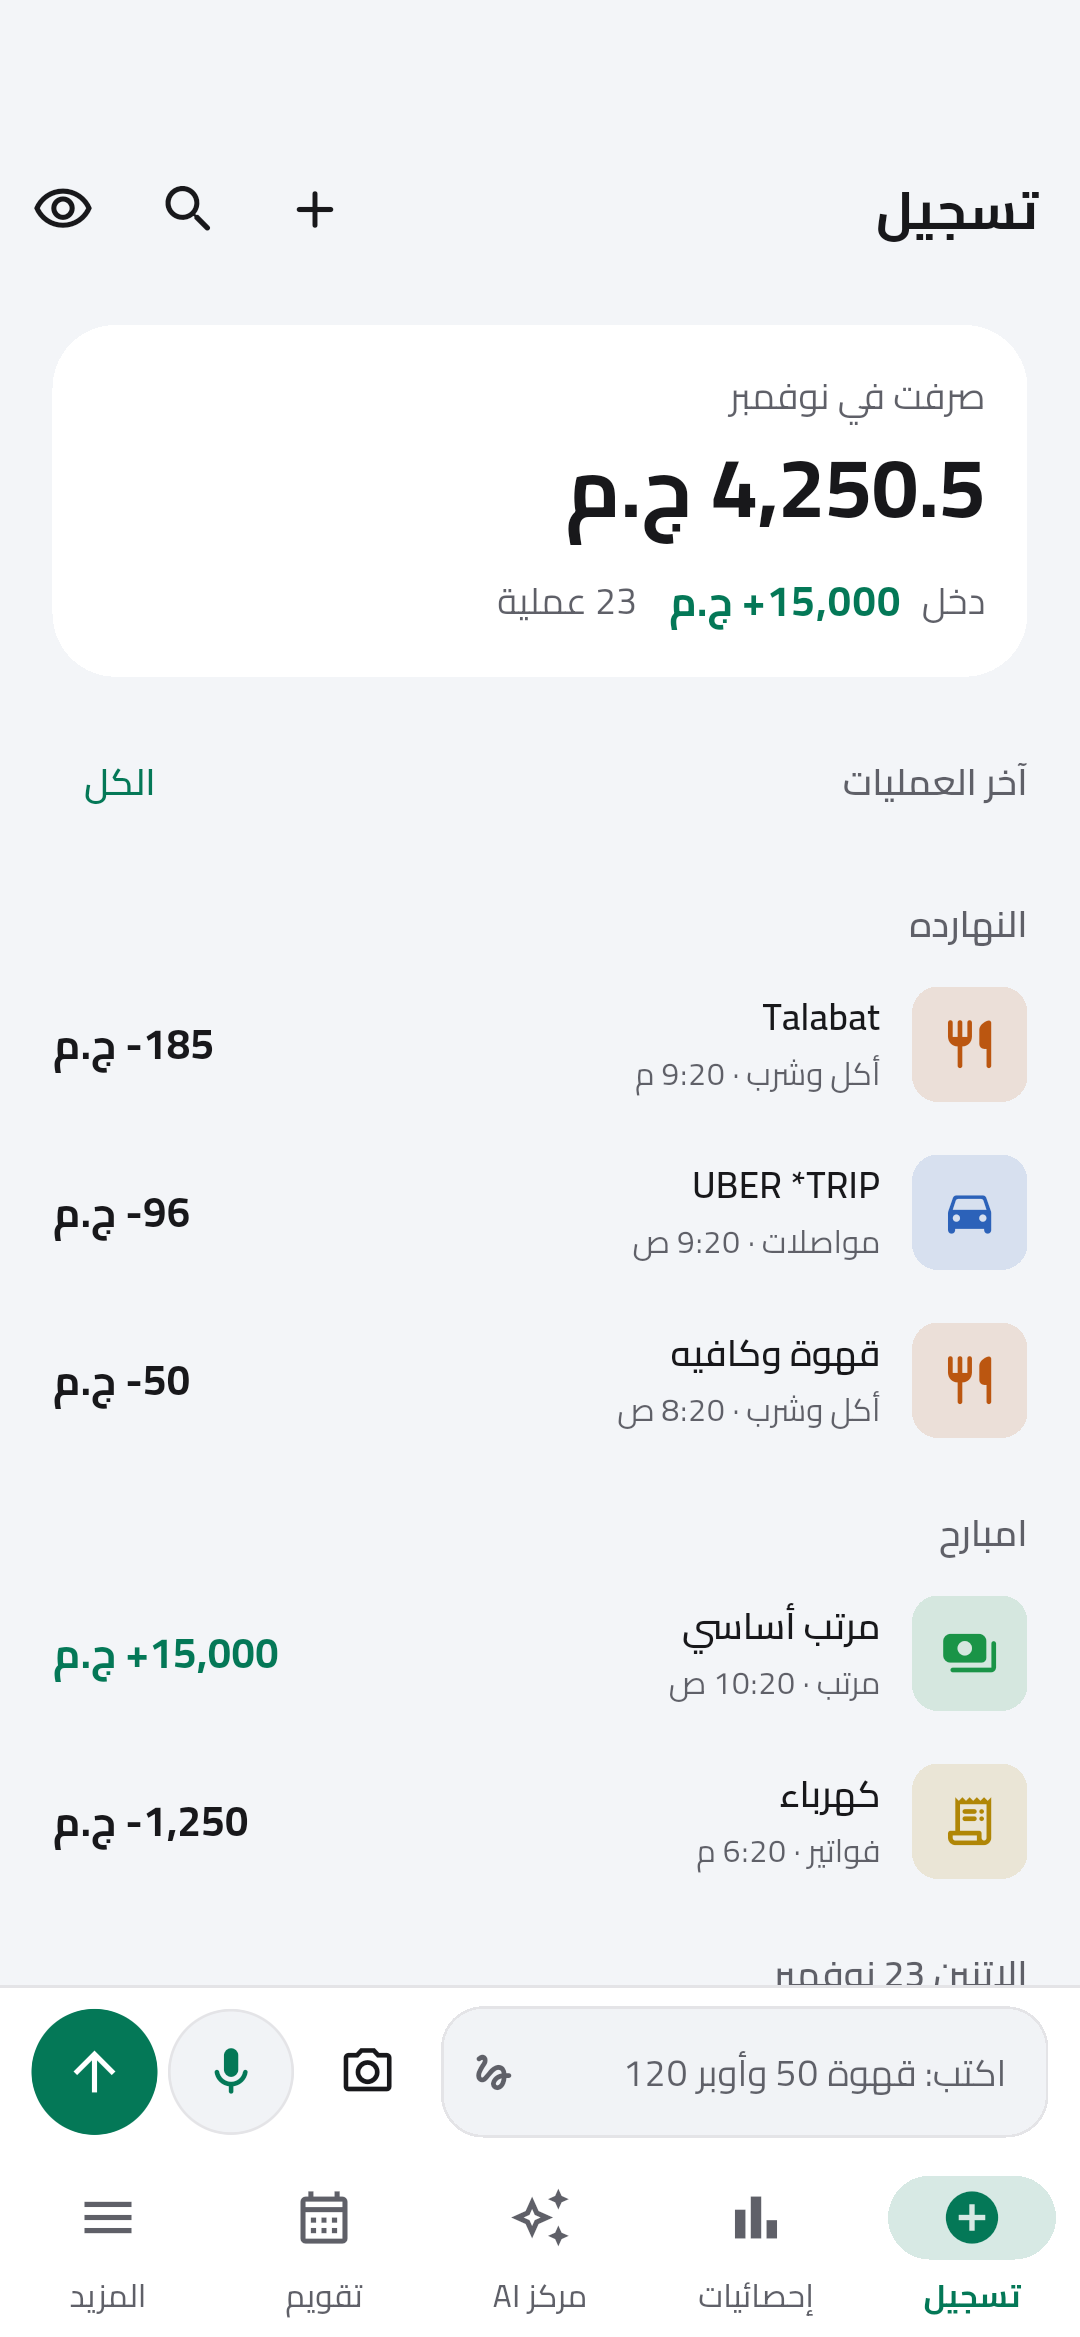 تسجيل
صرفت في نوفمبر
4,250.5 ج.م
دخل +15,000 ج.م 23 عملية
آخر العمليات الكل
النهارده
Talabat
أكل وشرب · 9:20 م
-185 ج.م
UBER *TRIP
مواصلات · 9:20 ص
-96 ج.م
قهوة وكافيه
أكل وشرب · 8:20 ص
-50 ج.م
امبارح
مرتب أساسي
مرتب · 10:20 ص
+15,000 ج.م
كهرباء
فواتير · 6:20 م
-1,250 ج.م
الاتنين 23 نوفمبر
اكتب: قهوة 50 وأوبر 120
تسجيل
إحصائيات
مركز AI
تقويم
المزيد